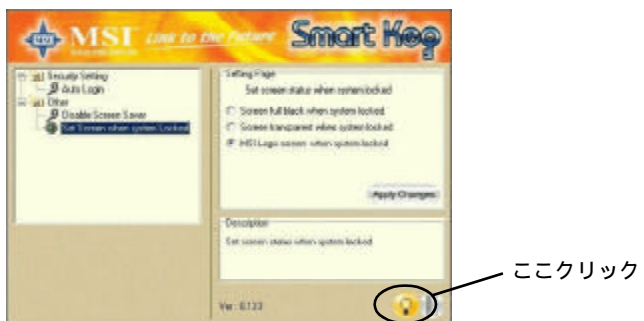 MSI Link to the Future Smart Key
Security Setting
Auto Login
Other
Disable Screen Saver
Set Screen when system Locked
Setting Page
Set screen status when system locked
Screen full black when system locked
Screen transparent when system locked
MSI Logo screen when system locked
Apply Changes
Description
Set screen status when system locked
ここクリック